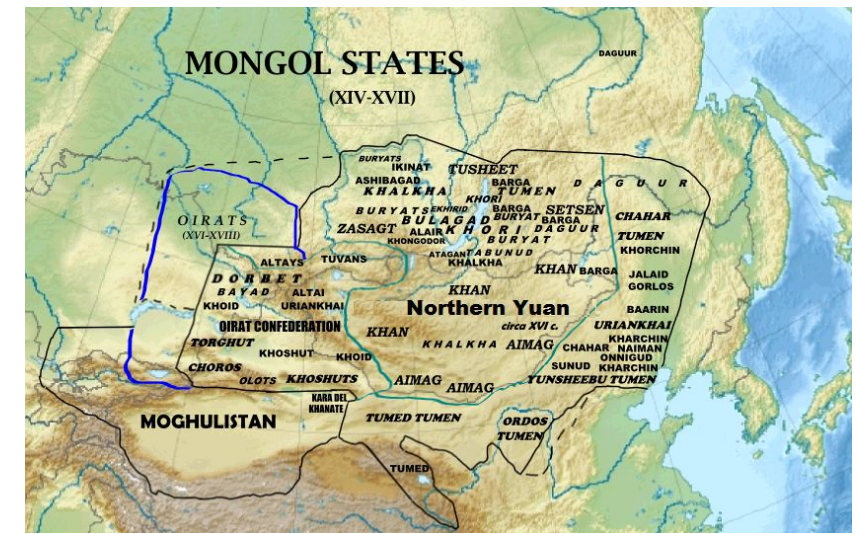 DAGUUR
MONGOL STATES
(XIV-XVII)
BURYATS
IKINAT
TUSHEET
ASHIBAGAD
BARGA
D A G U U R
KHALKHA
TUMEN
KHORI
BURYATS
EKHIRID
BARGA
SETSEN
CHAHAR
OIRATS
(XVI-XVIII)
BULAGAD
BURYAT
BARGA
ZASAGT
ALAIR
KHORI
DAGUUR
TUMEN
KHONGODOR
BURYAT
KHORCHIN
ALTAYS
TUVANS
ATAGAN
TABUNUD
KHALKHA
KHAN
BARGA
JALAID
DORBET
GORLOS
BAYAD
ALTAI
KHAN
KHOID
URIANKHAI
Northern Yuan
BAARIN
OIRAT CONFEDERATION
KHAN
circa XVI c.
URIANKHAI
TORGHUT
KHALKHA
AIMAG
KHARCHIN
CHAHAR
NAIMAN
KHOSHUT
KHOID
ONNIGUD
CHOROS
SUNUD
KHARCHIN
OLOTS
KHOSHUTS
AIMAG
AIMAG
YUNSHEEBU TUMEN
KARA DEL
KHANATE
MOGHULISTAN
TUMED TUMEN
ORDOS
TUMEN
TUMED